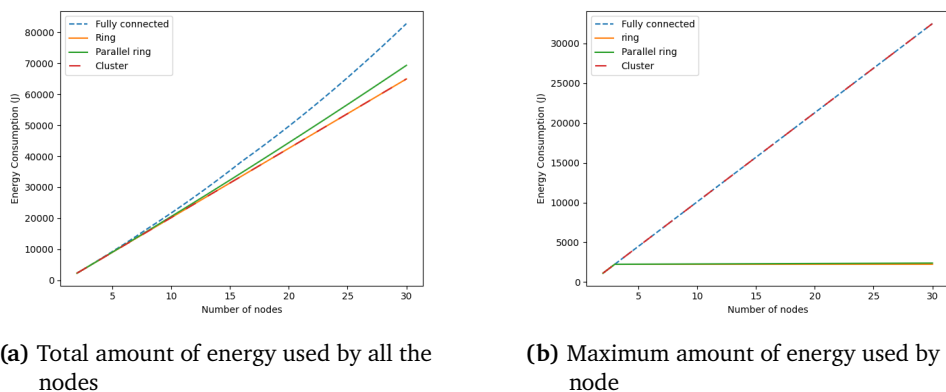 Fully connected
Ring
Parallel ring
Cluster
80000
70000
60000
50000
40000
30000
20000
10000
0
Energy Consumption (J)
5 10 15 20 25 30
Number of nodes
(a) Total amount of energy used by all the
nodes
Fully connected
ring
Parallel ring
Cluster
30000
25000
20000
15000
10000
5000
0
Energy Consumption (J)
5 10 15 20 25 30
Number of nodes
(b) Maximum amount of energy used by
node